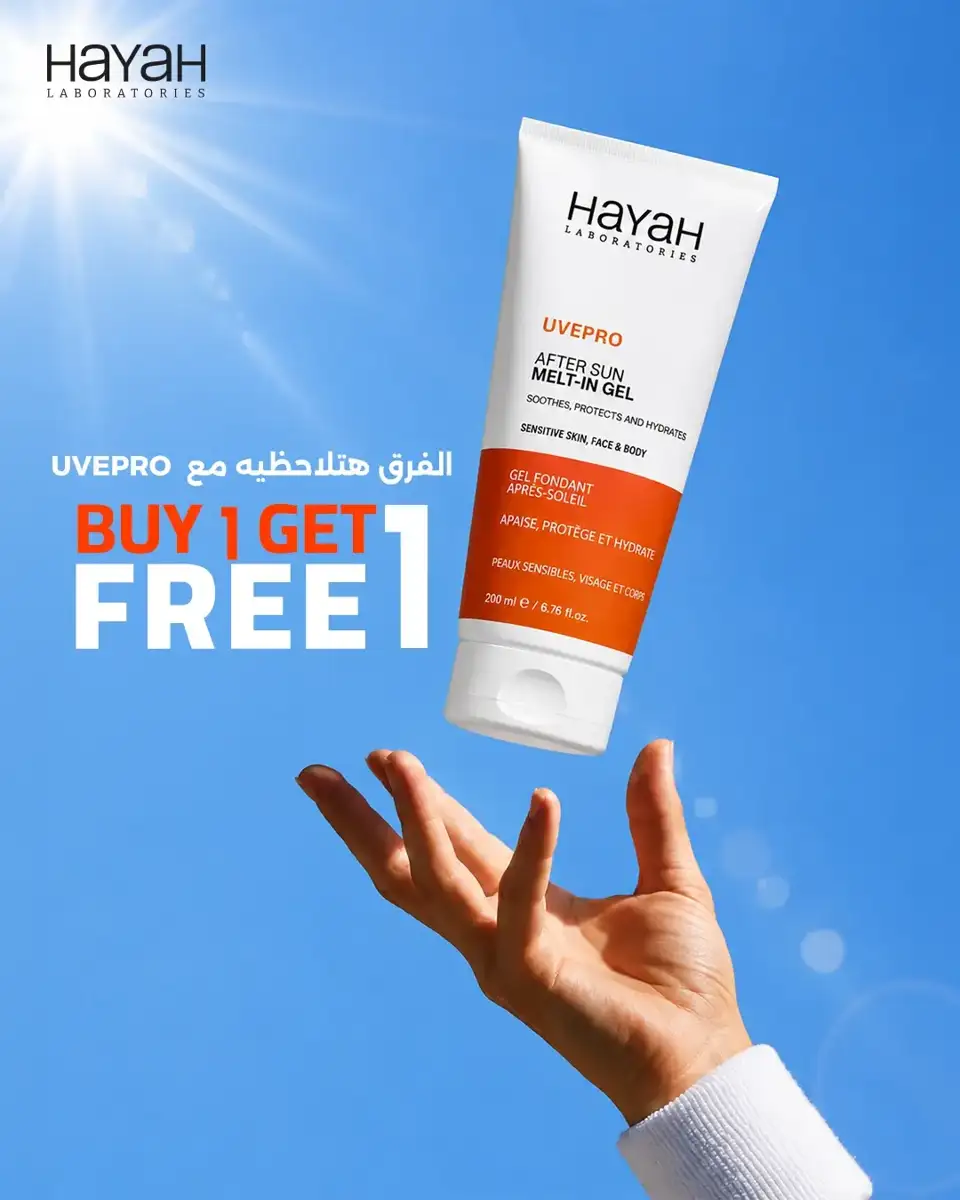 HAYAH
LABORATORIES
HAYAH
LABORATORIES
UVEPRO
AFTER SUN
MELT-IN GEL
SOOTHES, PROTECTS AND HYDRATES
SENSITIVE SKIN, FACE & BODY
GEL FONDANT
APRÈS-SOLEIL
APAISE, PROTÈGE ET HYDRATE
PEAUX SENSIBLES, VISAGE ET CORPS
200 ml e / 6.76 fl.oz.
الفرق هتلاحظيه مع UVEPRO
BUY 1 GET
FREE 1